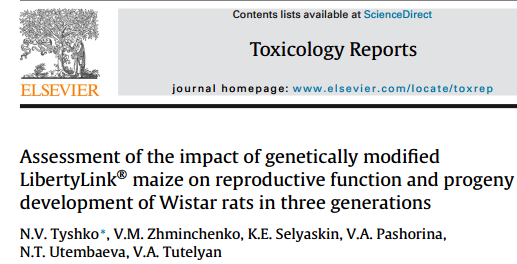 Contents lists available at ScienceDirect
Toxicology Reports
journal homepage: www.elsevier.com/locate/toxrep
ELSEVIER
Assessment of the impact of genetically modified
LibertyLink® maize on reproductive function and progeny
development of Wistar rats in three generations
N.V. Tyshko*, V.M. Zhminchenko, K.E. Selyaskin, V.A. Pashorina,
N.T. Utembaeva, V.A. Tutelyan